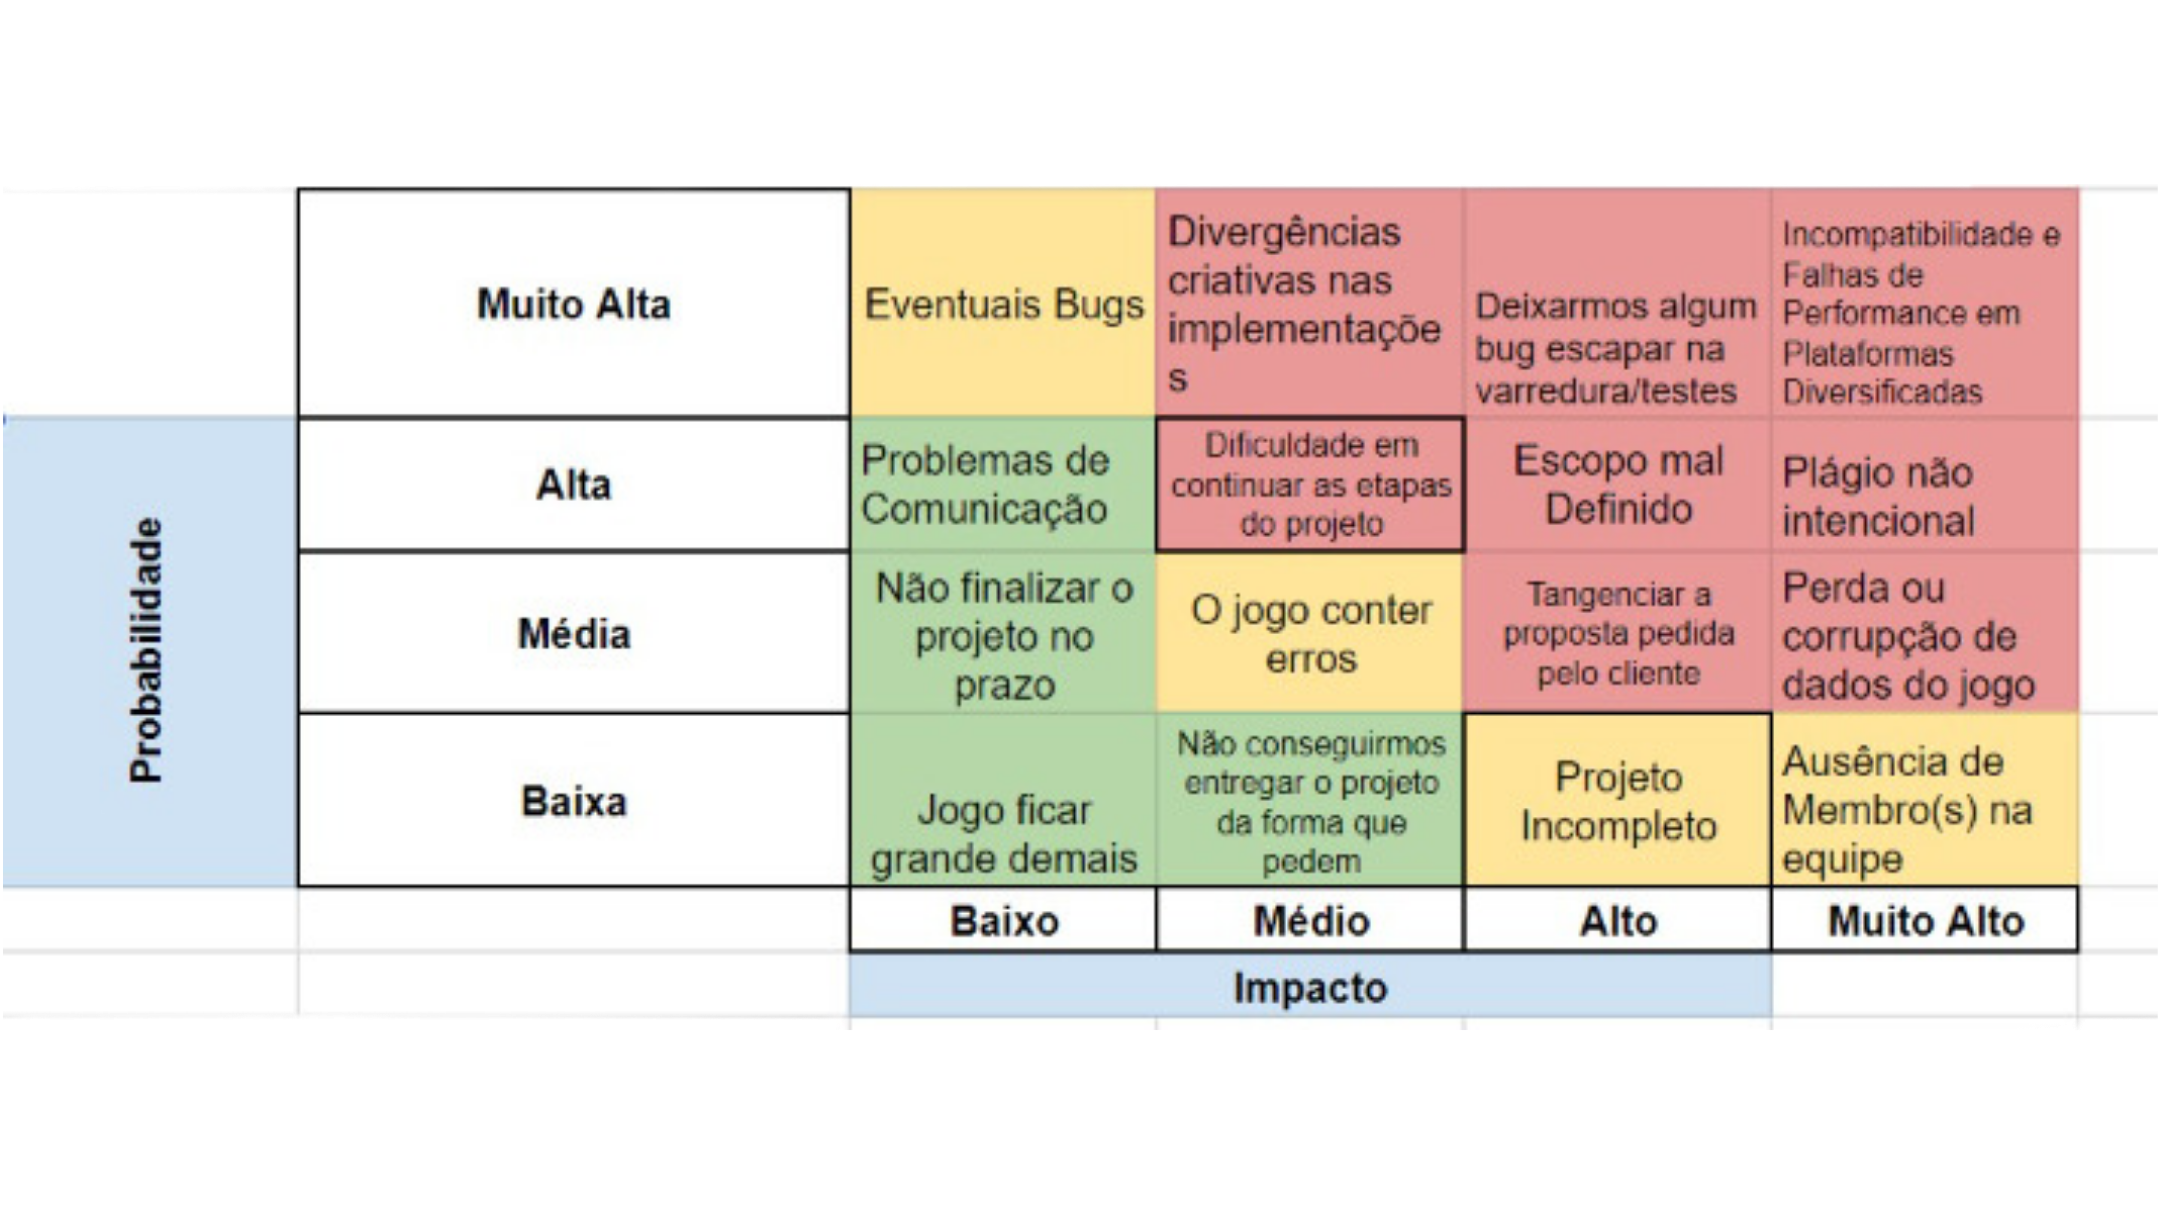 Muito Alta
Eventuais Bugs
Divergências
criativas nas
implementaçõe
s
Deixarmos algum
bug escapar na
varredura/testes
Incompatibilidade e
Falhas de
Performance em
Plataformas
Diversificadas
Probabilidade
Alta
Problemas de
Comunicação
Dificuldade em
continuar as etapas
do projeto
Escopo mal
Definido
Plágio não
intencional
Média
Não finalizar o
projeto no
prazo
O jogo conter
erros
Tangenciar a
proposta pedida
pelo cliente
Perda ou
corrupção de
dados do jogo
Baixa
Jogo ficar
grande demais
Não conseguirmos
entregar o projeto
da forma que
pedem
Projeto
Incompleto
Ausência de
Membro(s) na
equipe
Baixo
Médio
Alto
Muito Alto
Impacto